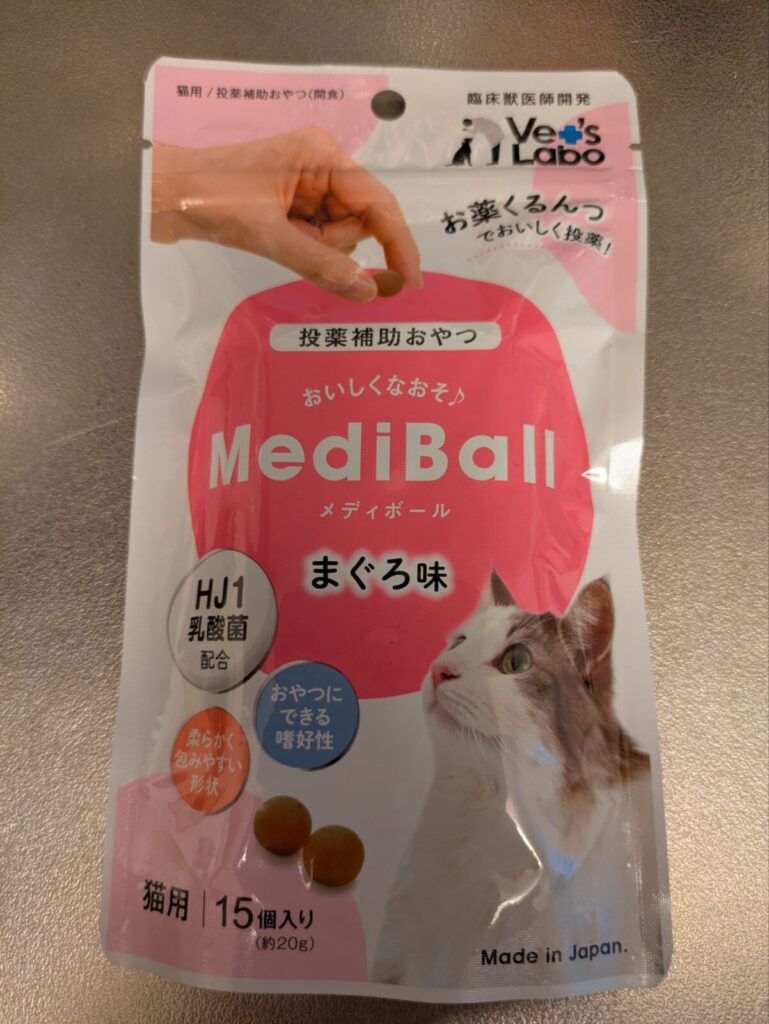 猫用/投薬補助おやつ(間食)
臨床獣医師開発
Vet's
Labo
お薬くるんっ
でおいしく投薬!
投薬補助おやつ
おいしくなおそ♪
MediBall
メディボール
まぐろ味
HJ1
乳酸菌
配合
おやつに
できる
嗜好性
柔らかく
包みやすい
形状
猫用 | 15個入り
(約20g)
Made in Japan.